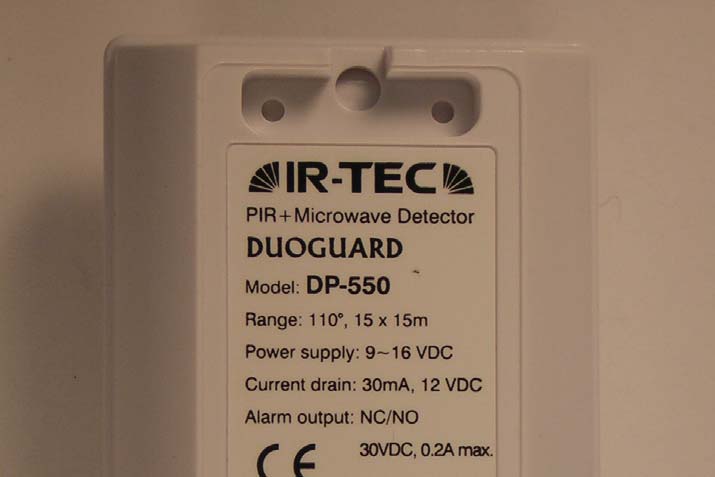 IR-TEC
PIR+Microwave Detector
DUOGUARD
Model: DP-550
Range: 110°, 15 x 15m
Power supply: 9~16 VDC
Current drain: 30mA, 12 VDC
Alarm output: NC/NO
30VDC, 0.2A max.
CE